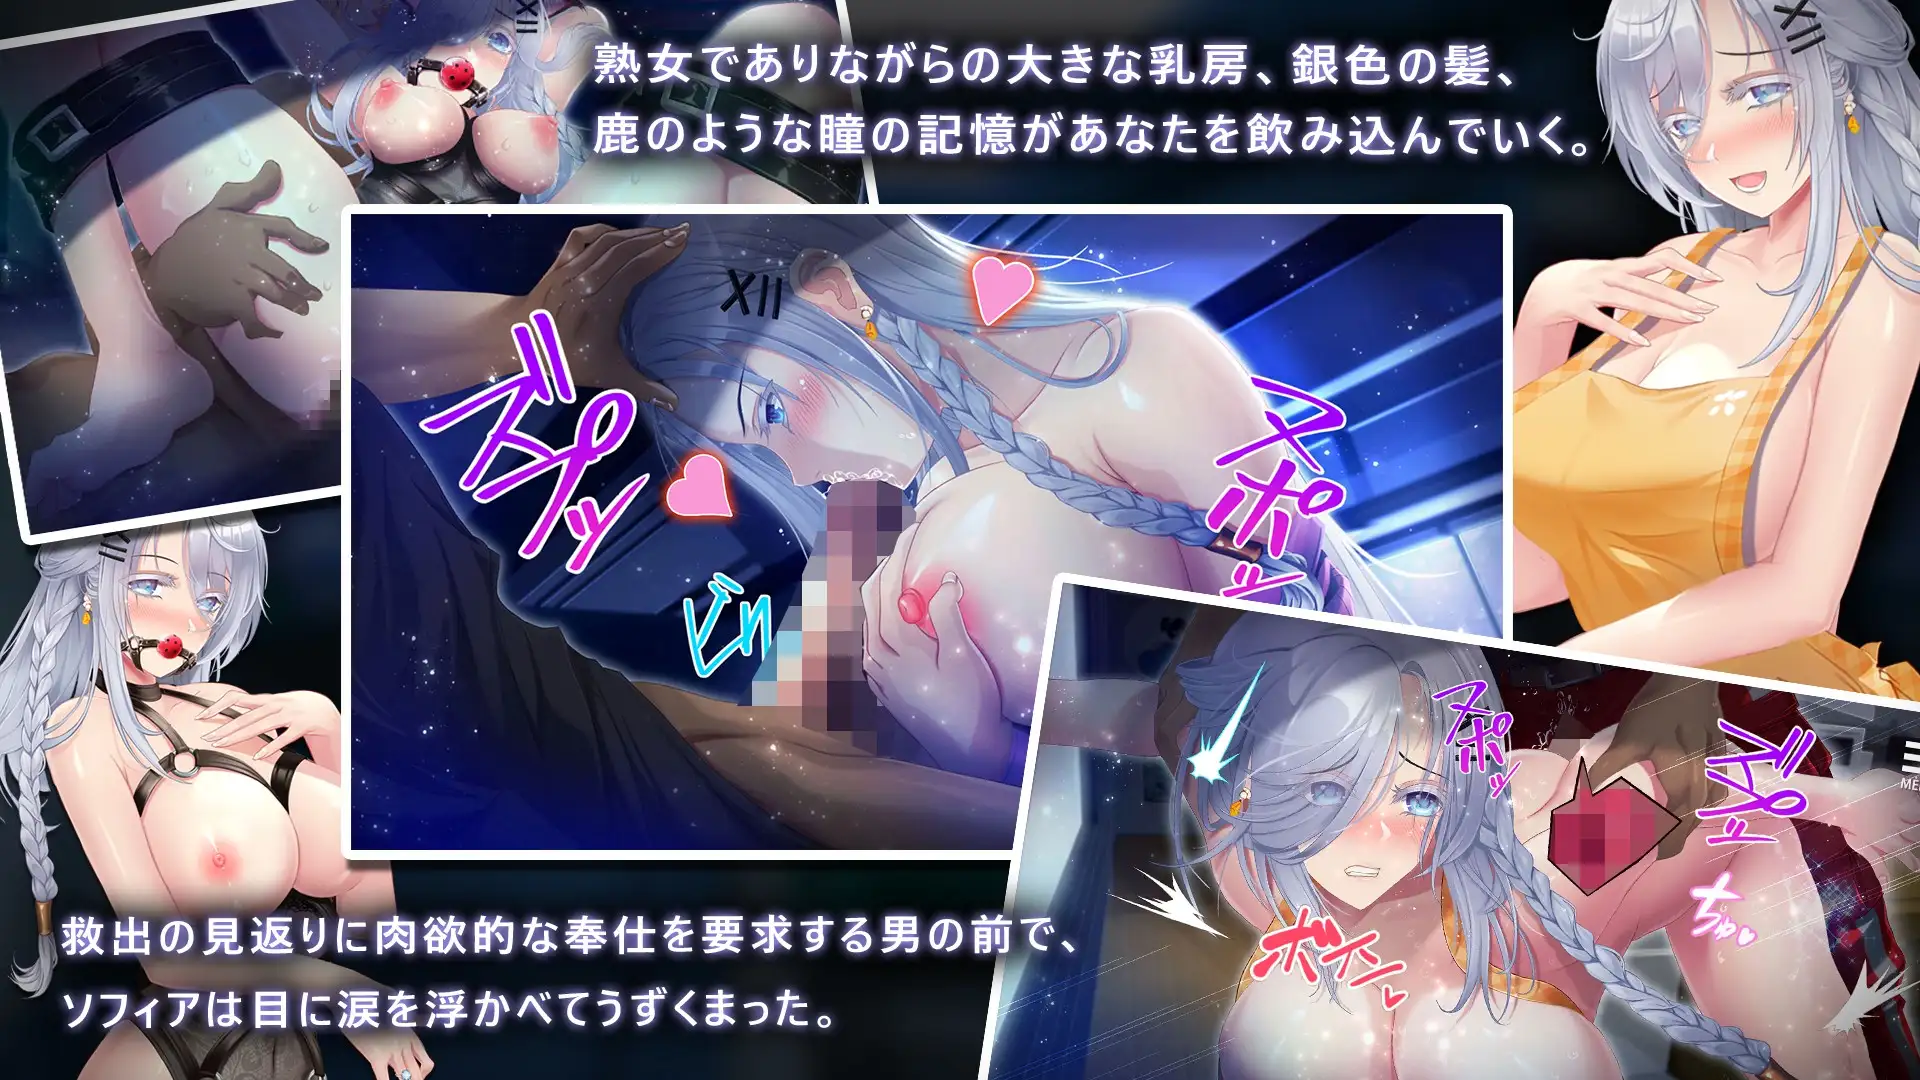 熟女でありながらの大きな乳房、銀色の髪、
鹿のような瞳の記憶があなたを飲み込んでいく。
XII
ズプッ
ヌポッ
ビク
ヌポッ
ズプッ
ボイン
ちゅ
救出の見返りに肉欲的な奉仕を要求する男の前で、
ソフィアは目に涙を浮かべてうずくまった。